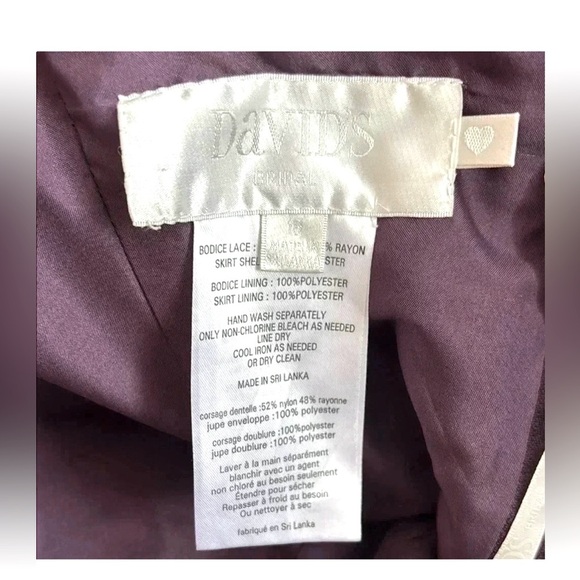 DaVID'S
BRIDAL
16
BODICE LACE : % RAYON
SKIRT SHEL ESTER
BODICE LINING : 100%POLYESTER
SKIRT LINING : 100%POLYESTER
HAND WASH SEPARATELY
ONLY NON-CHLORINE BLEACH AS NEEDED
LINE DRY
COOL IRON AS NEEDED
OR DRY CLEAN
MADE IN SRI LANKA
corsage dentelle :52% nylon 48% rayonne
jupe enveloppe :100% polyester
corsage doublure :100%polyester
jupe doublure :100% polyester
Laver à la main séparément
blanchir avec un agent
non chloré au besoin seulement
Étendre pour sécher
Repasser à froid au besoin
Ou nettoyer à sec
fabriqué en Sri Lanka